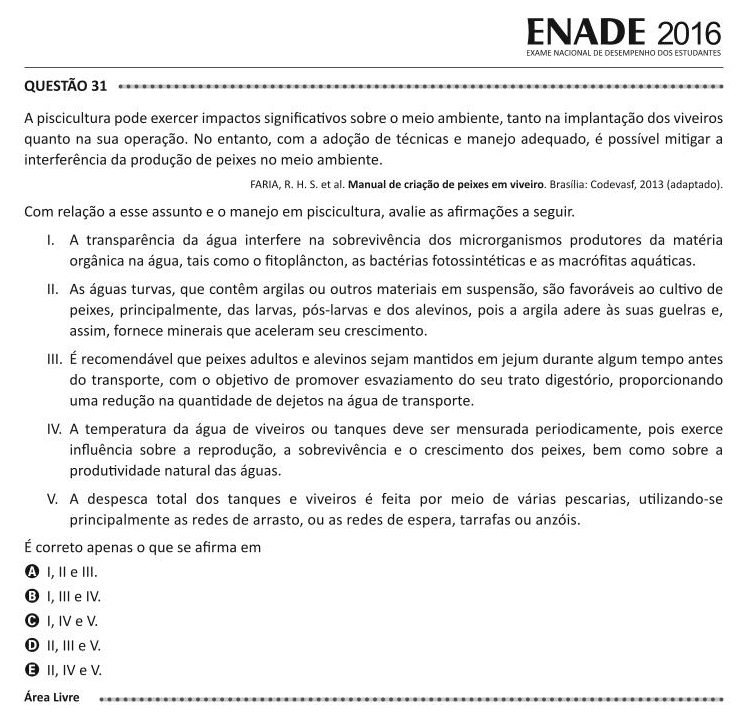 ENADE 2016
EXAME NACIONAL DE DESEMPENHO DOS ESTUDANTES
QUESTÃO 31
A piscicultura pode exercer impactos significativos sobre o meio ambiente, tanto na implantação dos viveiros
quanto na sua operação. No entanto, com a adoção de técnicas e manejo adequado, é possível mitigar a
interferência da produção de peixes no meio ambiente.
FARIA, R. H. S. et al. Manual de criação de peixes em viveiro. Brasília: Codevasf, 2013 (adaptado).
Com relação a esse assunto e o manejo em piscicultura, avalie as afirmações a seguir.
I. A transparência da água interfere na sobrevivência dos microrganismos produtores da matéria
orgânica na água, tais como o fitoplâncton, as bactérias fotossintéticas e as macrófitas aquáticas.
II. As águas turvas, que contêm argilas ou outros materiais em suspensão, são favoráveis ao cultivo de
peixes, principalmente, das larvas, pós-larvas e dos alevinos, pois a argila adere às suas guelras e,
assim, fornece minerais que aceleram seu crescimento.
III. É recomendável que peixes adultos e alevinos sejam mantidos em jejum durante algum tempo antes
do transporte, com o objetivo de promover esvaziamento do seu trato digestório, proporcionando
uma redução na quantidade de dejetos na água de transporte.
IV. A temperatura da água de viveiros ou tanques deve ser mensurada periodicamente, pois exerce
influência sobre a reprodução, a sobrevivência e o crescimento dos peixes, bem como sobre a
produtividade natural das águas.
V. A despesca total dos tanques e viveiros é feita por meio de várias pescarias, utilizando-se
principalmente as redes de arrasto, ou as redes de espera, tarrafas ou anzóis.
É correto apenas o que se afirma em
A I, II e III.
B I, III e IV.
C I, IV e V.
D II, III e V.
E II, IV e V.
Área Livre